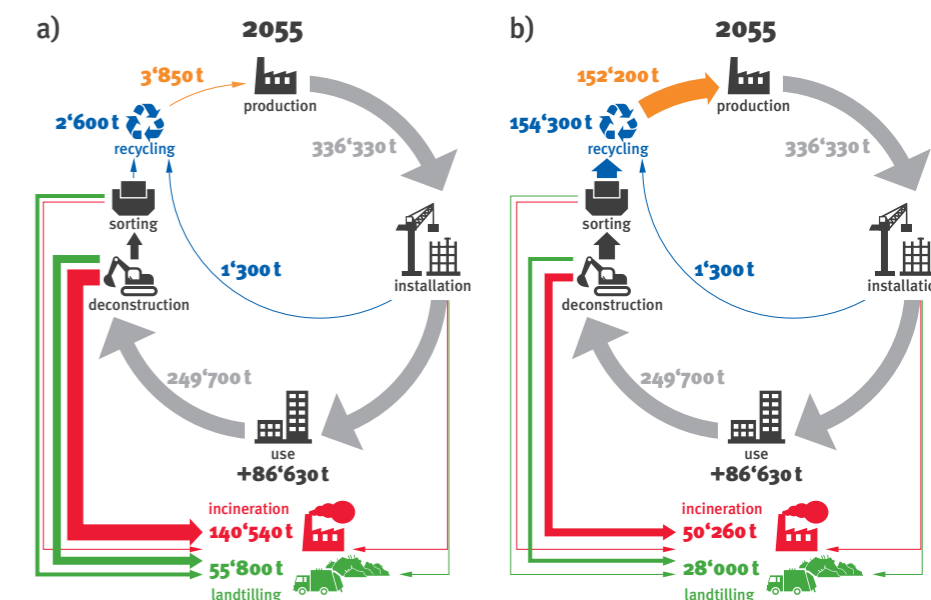 a)
2055
3‘850 t
production
2‘600 t
recycling
336‘330 t
sorting
1‘300 t
installation
deconstruction
249‘700 t
use
+86‘630 t
incineration
140‘540 t
55‘800 t
landtilling
b)
2055
152‘200 t
production
154‘300 t
recycling
336‘330 t
sorting
1‘300 t
installation
deconstruction
249‘700 t
use
+86‘630 t
incineration
50‘260 t
28‘000 t
landtilling